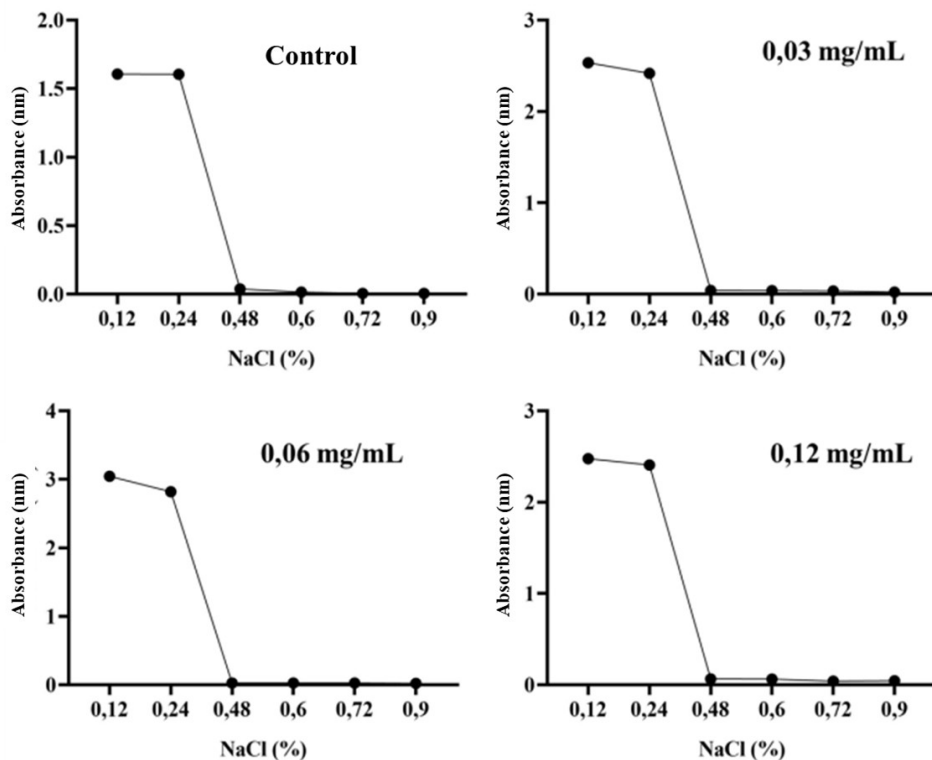 Control
Absorbance (nm)
2.0
1.5
1.0
0.5
0.0
0,12 0,24 0,48 0,6 0,72 0,9
NaCl (%)
0,03 mg/mL
Absorbance (nm)
3
2
1
0
0,12 0,24 0,48 0,6 0,72 0,9
NaCl (%)
0,06 mg/mL
Absorbance (nm)
4
3
2
1
0
0,12 0,24 0,48 0,6 0,72 0,9
NaCl (%)
0,12 mg/mL
Absorbance (nm)
3
2
1
0
0,12 0,24 0,48 0,6 0,72 0,9
NaCl (%)